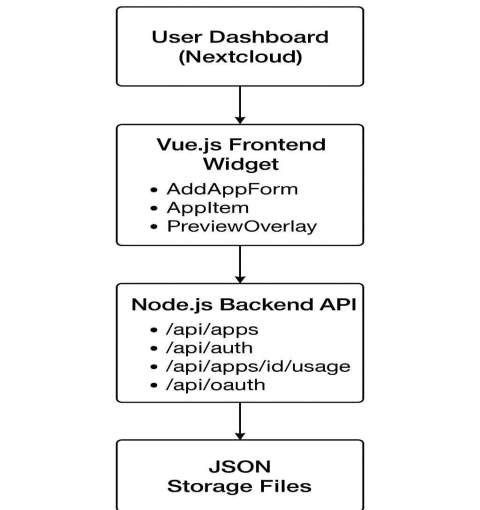 User Dashboard
(Nextcloud)
Vue.js Frontend
Widget
• AddAppForm
• AppItem
• PreviewOverlay
Node.js Backend API
• /api/apps
• /api/auth
• /api/apps/id/usage
• /api/oauth
JSON
Storage Files